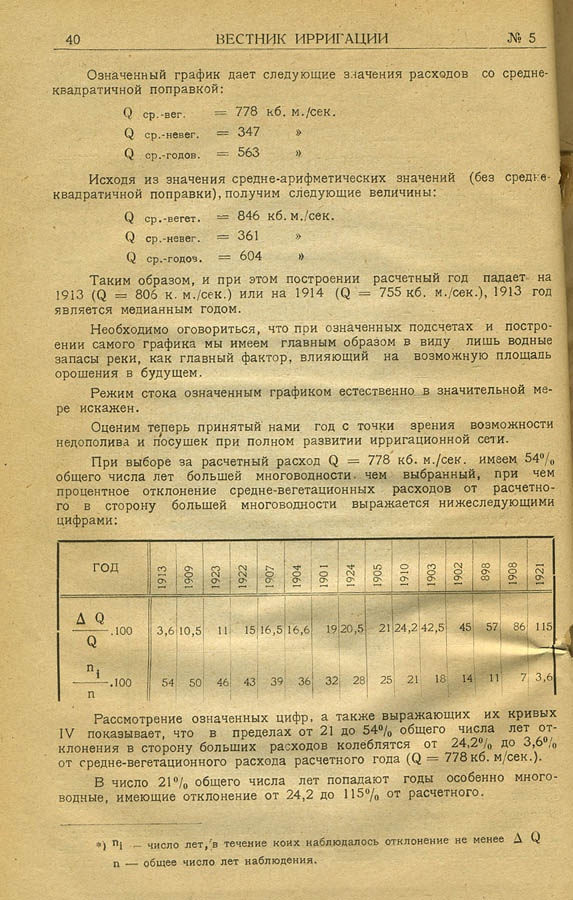 40 ВЕСТНИК ИРРИГАЦИИ № 5
Означенный график дает следующие значения расходов со средне-
квадратичной поправкой:
Q ср.-вег. = 778 кб. м./сек.
Q ср.-невег. = 347 »
Q ср.-годов. = 563 »
Исходя из значения средне-арифметических значений (без средне-
квадратичной поправки), получим следующие величины:
Q ср.-вегет. = 846 кб. м./сек.
Q ср.-невег. = 361 »
Q ср.-годов. = 604 »
Таким образом, и при этом построении расчетный год падает на
1913 (Q = 806 к. м./сек.) или на 1914 (Q = 755 кб. м./сек.), 1913 год
является медианным годом.
Необходимо оговориться, что при означенных подсчетах и постро-
ении самого графика мы имеем главным образом в виду лишь водные
запасы реки, как главный фактор, влияющий на возможную площадь
орошения в будущем.
Режим стока означенным графиком естественно в значительной ме-
ре искажен.
Оценим теперь принятый нами год с точки зрения возможности
недополива и посушек при полном развитии ирригационной сети.
При выборе за расчетный расход Q = 778 кб. м./сек. имеем 54%
общего числа лет большей многоводности. чем выбранный, при чем
процентное отклонение средне-вегетационных расходов от расчетно-
го в сторону большей многоводности выражается нижеследующими
цифрами:
ГОД 1913 1909 1923 1922 1907 1904 1901 1924 1905 1910 1903 1902 898 1908 1921
Δ Q
Q .100 3,6 10,5 11 15 16,5 16,6 19 20,5 21 24,2 42,5 45 57 86 115
n i
n .100 54 50 46 43 39 36 32 28 25 21 18 14 11 7 3,6
Рассмотрение означенных цифр, а также выражающих их кривых
IV показывает, что в пределах от 21 до 54% общего числа лет от-
клонения в сторону больших расходов колеблятся от 24,2% до 3,6%
от средне-вегетационного расхода расчетного года (Q = 778 кб. м/сек.).
В число 21% общего числа лет попадают годы особенно много-
водные, имеющие отклонение от 24,2 до 115% от расчетного.
*) n i — число лет, в течение коих наблюдалось отклонение не менее Δ Q
n — общее число лет наблюдения.